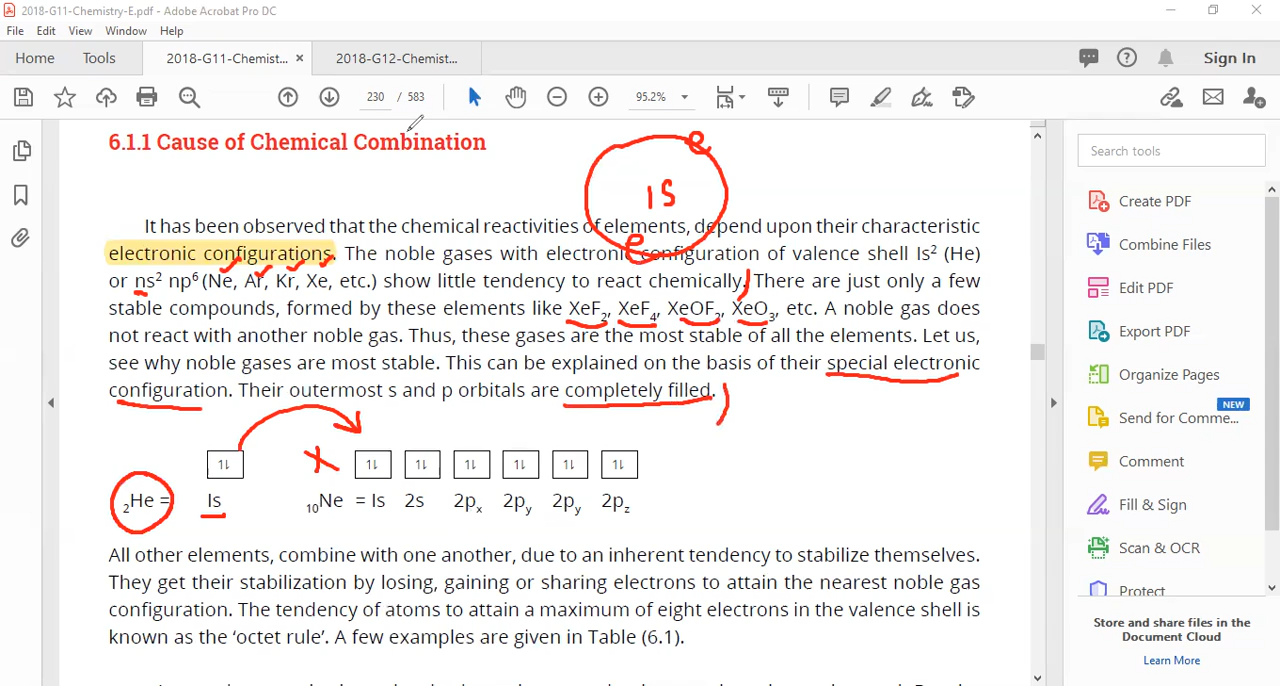 2018-G11-Chemistry-E.pdf - Adobe Acrobat Pro DC
File Edit View Window Help
Home Tools 2018-G11-Chemist... × 2018-G12-Chemist... Sign In
230 / 583 95.2%
6.1.1 Cause of Chemical Combination
e
1S
e
It has been observed that the chemical reactivities of elements, depend upon their characteristic
electronic configurations. The noble gases with electronic configuration of valence shell Is² (He)
or ns² np⁶ (Ne, Ar, Kr, Xe, etc.) show little tendency to react chemically. There are just only a few
stable compounds, formed by these elements like XeF₂, XeF₄, XeOF₂, XeO₃, etc. A noble gas does
not react with another noble gas. Thus, these gases are the most stable of all the elements. Let us,
see why noble gases are most stable. This can be explained on the basis of their special electronic
configuration. Their outermost s and p orbitals are completely filled.
↿⇂ ↿⇂ ↿⇂ ↿⇂ ↿⇂ ↿⇂ ↿⇂
₂He = Is ₁₀Ne = Is 2s 2pₓ 2pᵧ 2pᵧ 2p_z
All other elements, combine with one another, due to an inherent tendency to stabilize themselves.
They get their stabilization by losing, gaining or sharing electrons to attain the nearest noble gas
configuration. The tendency of atoms to attain a maximum of eight electrons in the valence shell is
known as the ‘octet rule’. A few examples are given in Table (6.1).
Search tools
Create PDF
Combine Files
Edit PDF
Export PDF
Organize Pages
NEW
Send for Comme...
Comment
Fill & Sign
Scan & OCR
Protect
Store and share files in the
Document Cloud
Learn More